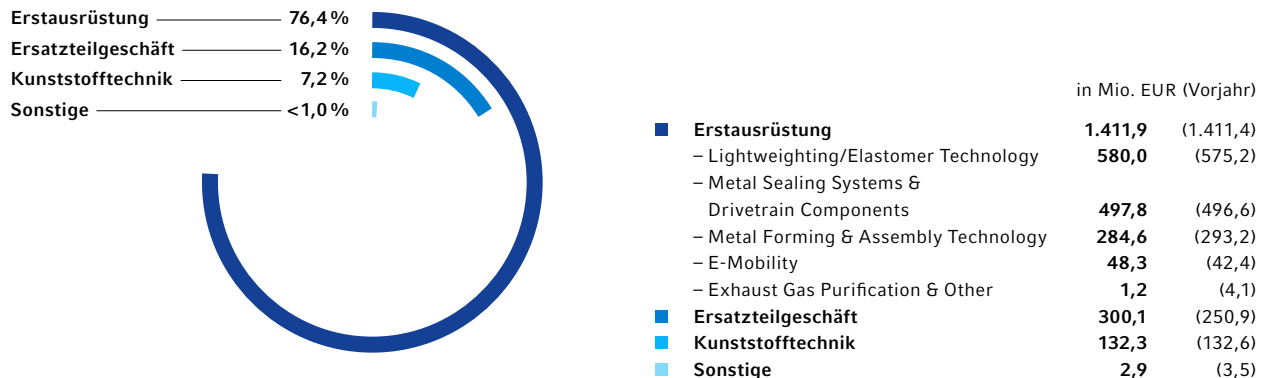 Erstausrüstung 76,4 %
Ersatzteilgeschäft 16,2 %
Kunststofftechnik 7,2 %
Sonstige <1,0 %
in Mio. EUR (Vorjahr)
Erstausrüstung 1.411,9 (1.411,4)
– Lightweighting/Elastomer Technology 580,0 (575,2)
– Metal Sealing Systems &
Drivetrain Components 497,8 (496,6)
– Metal Forming & Assembly Technology 284,6 (293,2)
– E-Mobility 48,3 (42,4)
– Exhaust Gas Purification & Other 1,2 (4,1)
Ersatzteilgeschäft 300,1 (250,9)
Kunststofftechnik 132,3 (132,6)
Sonstige 2,9 (3,5)